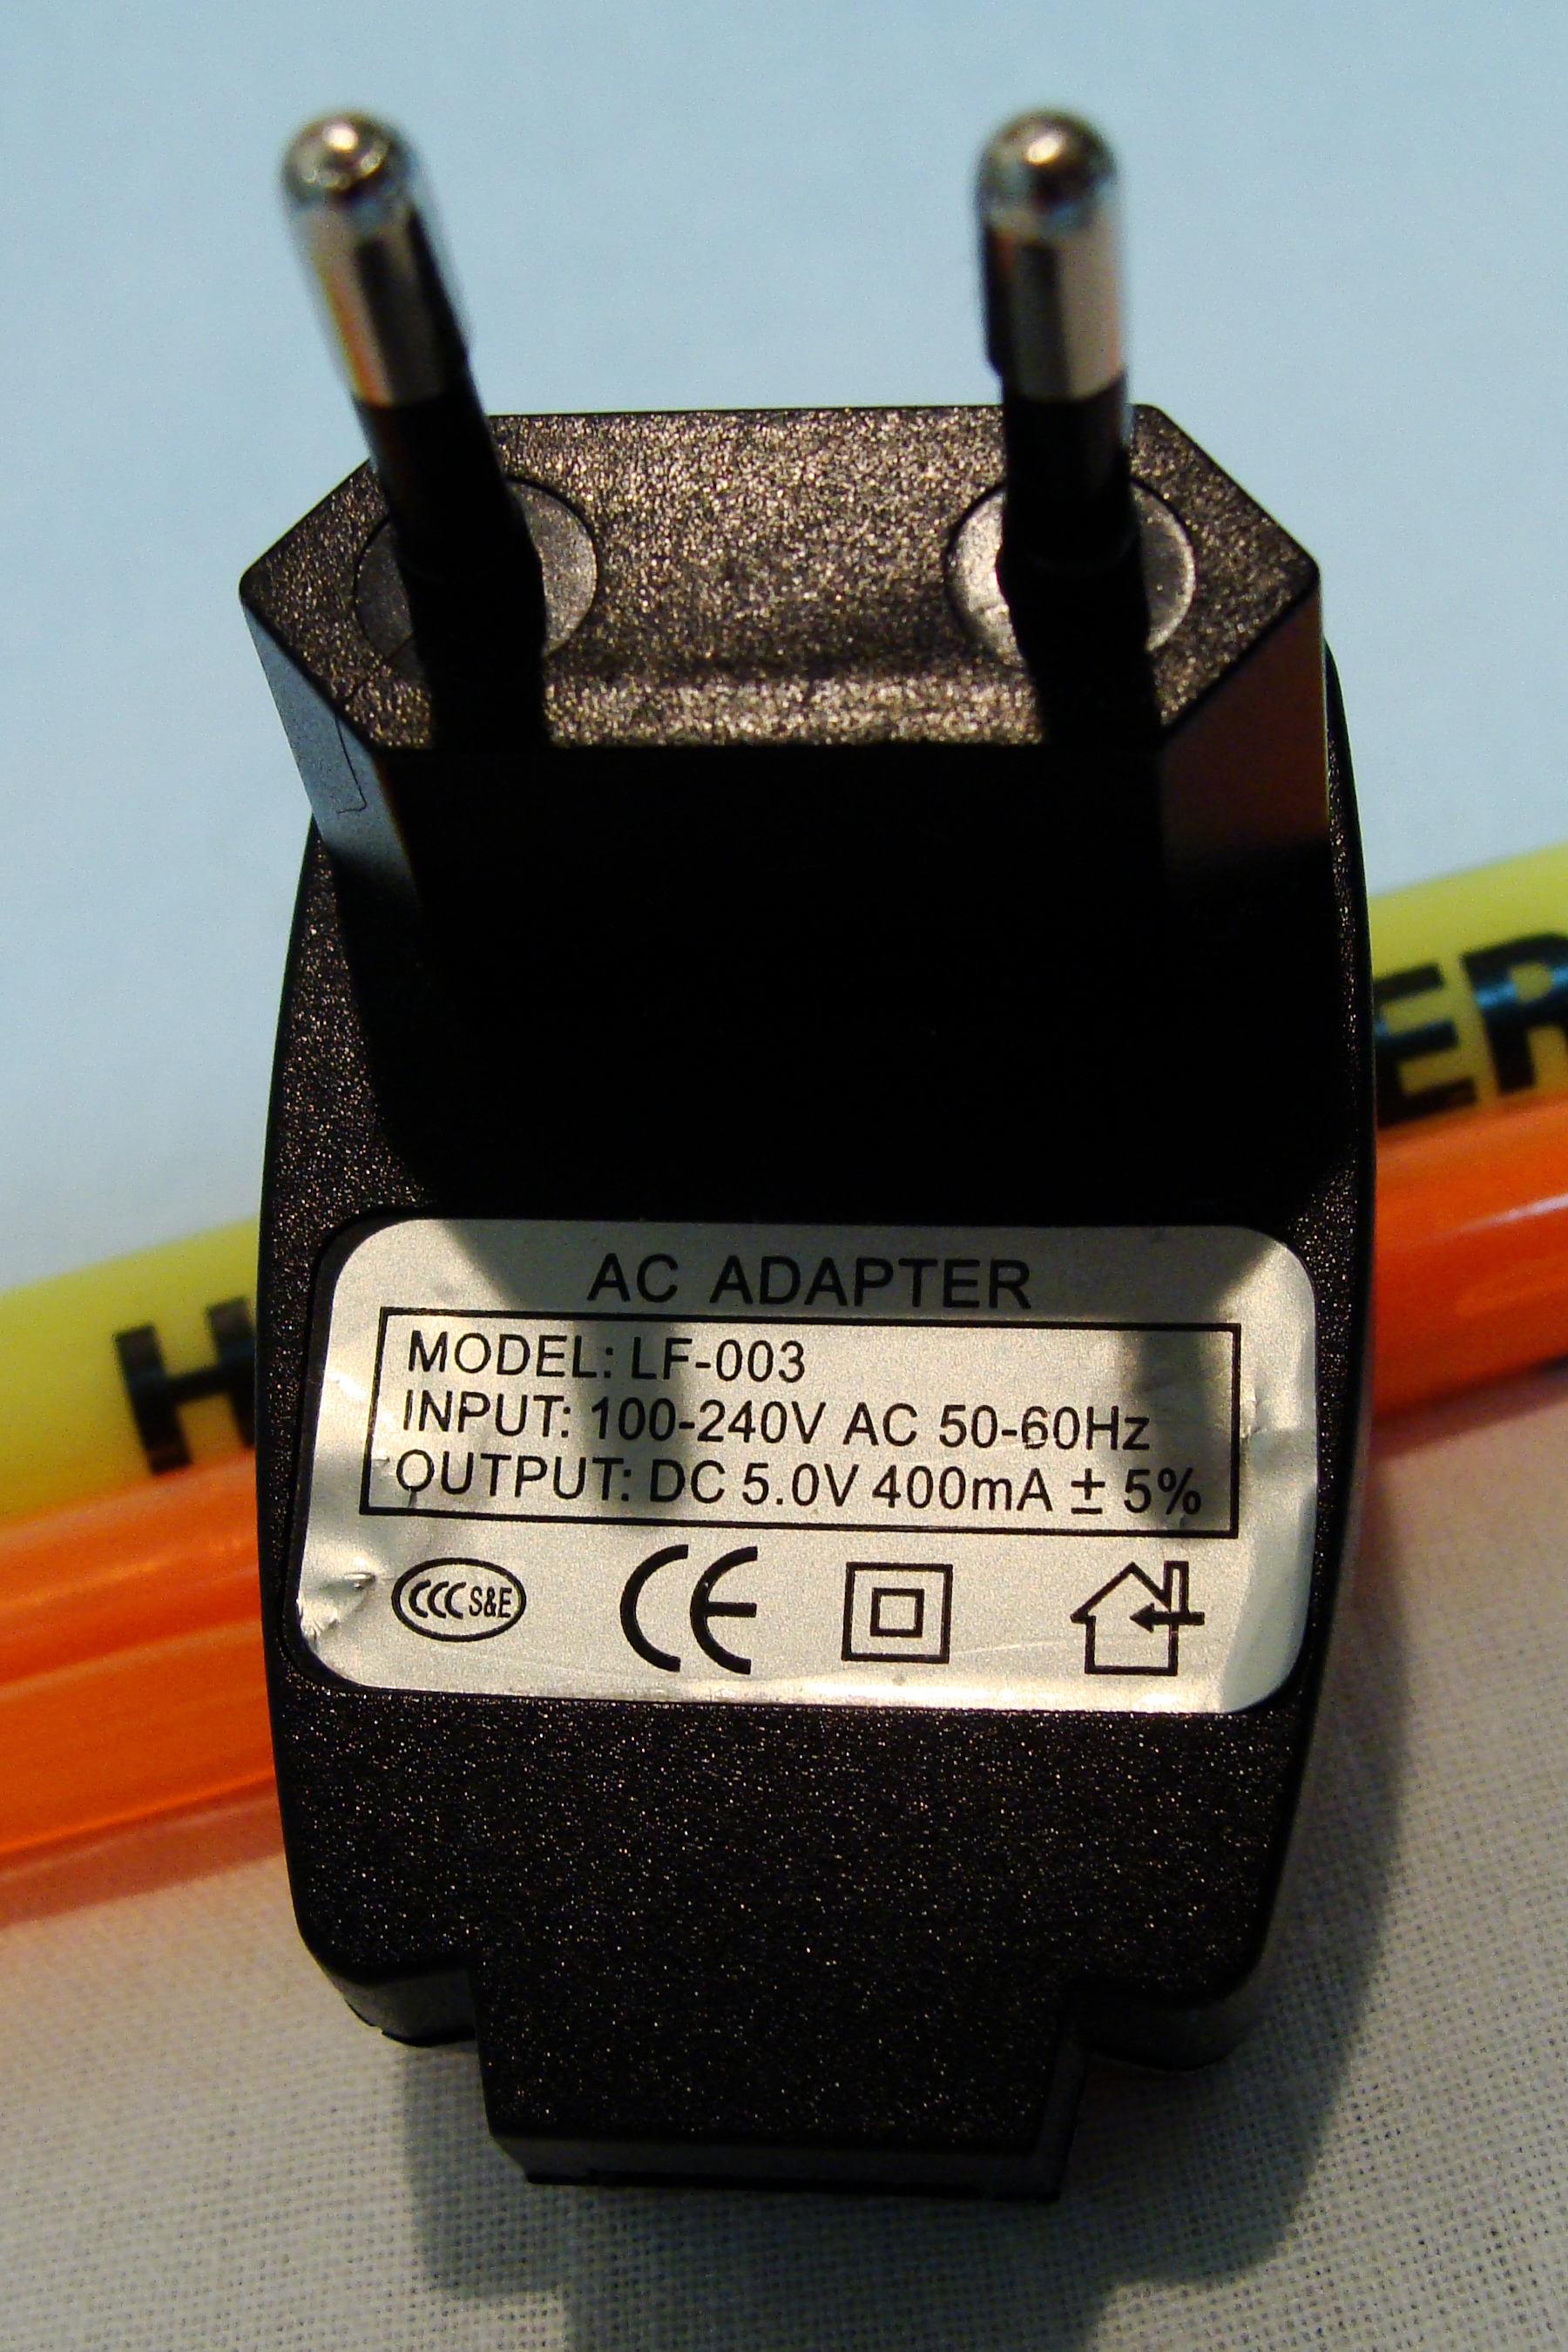 H
ER
AC ADAPTER
MODEL: LF-003
INPUT: 100-240V AC 50-60Hz
OUTPUT: DC 5.0V 400mA ± 5%
CCC S&E CE